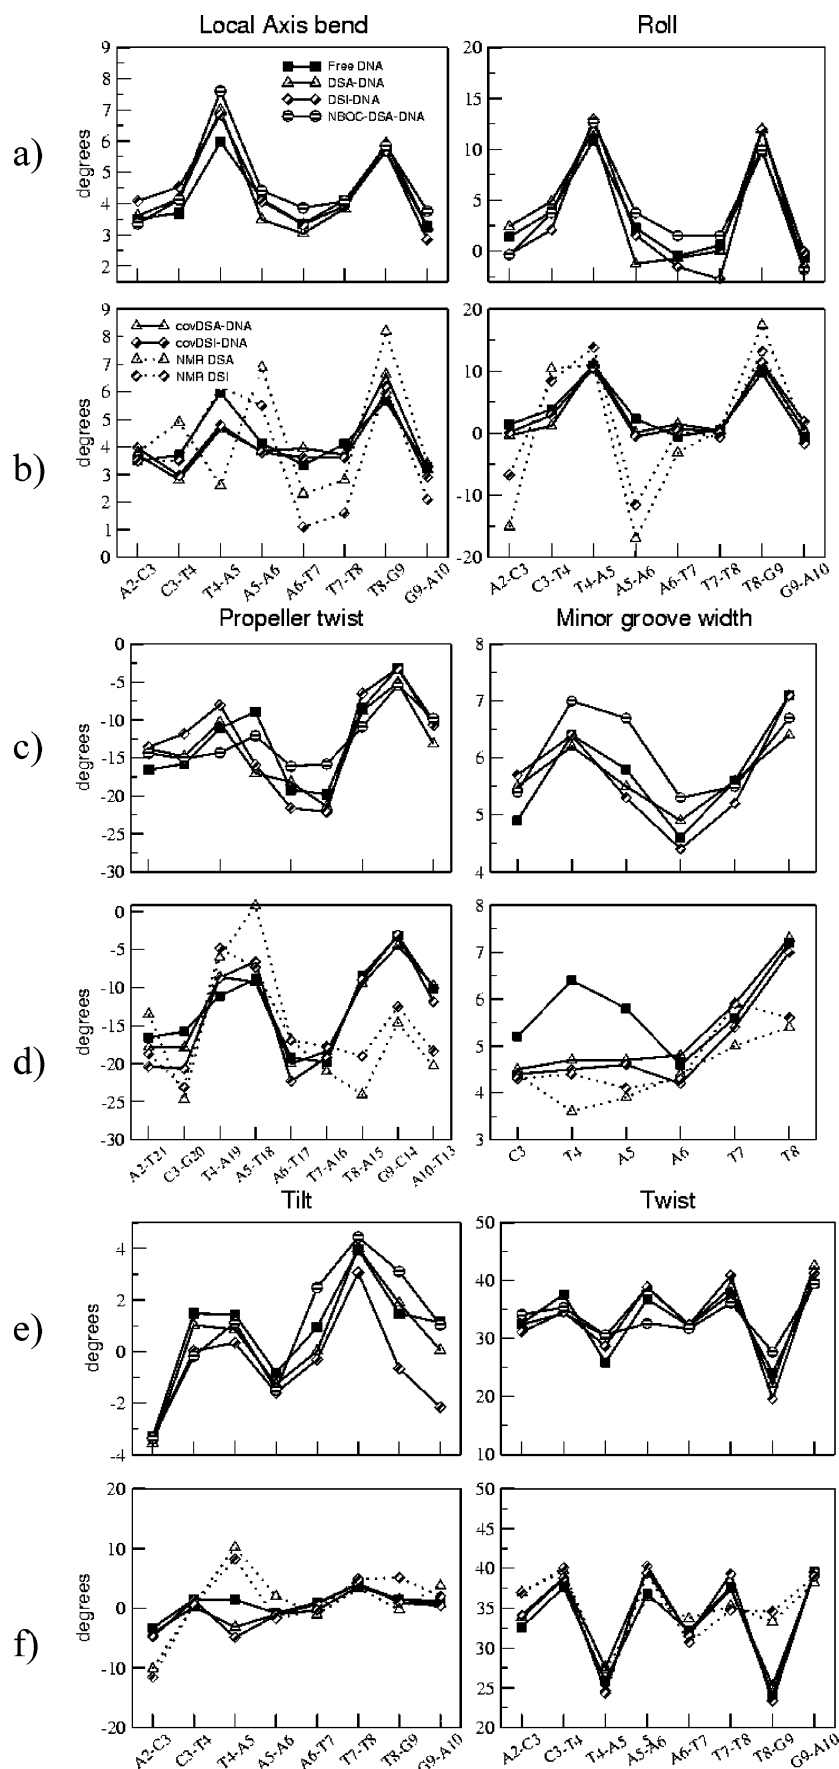 Local Axis bend
Roll
a)
degrees
9
8
7
6
5
4
3
2
Free DNA
DSA-DNA
DSI-DNA
NBOC-DSA-DNA
20
15
10
5
0
b)
degrees
9
8
7
6
5
4
3
2
1
0
covDSA-DNA
covDSI-DNA
NMR DSA
NMR DSI
20
10
0
-10
-20
A2-C3
C3-T4
T4-A5
A5-A6
A6-T7
T7-T8
T8-G9
G9-A10
A2-C3
C3-T4
T4-A5
A5-A6
A6-T7
T7-T8
T8-G9
G9-A10
Propeller twist
Minor groove width
c)
degrees
0
-5
-10
-15
-20
-25
-30
8
7
6
5
4
d)
degrees
0
-5
-10
-15
-20
-25
-30
8
7
6
5
4
3
A2-T21
C3-G20
T4-A19
A5-T18
A6-T17
T7-A16
T8-A15
G9-C14
A10-T13
C3
T4
A5
A6
T7
T8
Tilt
Twist
e)
degrees
4
2
0
-2
-4
50
40
30
20
10
f)
degrees
20
10
0
-10
-20
50
45
40
35
30
25
20
A2-C3
C3-T4
T4-A5
A5-A6
A6-T7
T7-T8
T8-G9
G9-A10
A2-C3
C3-T4
T4-A5
A5-A6
A6-T7
T7-T8
T8-G9
G9-A10